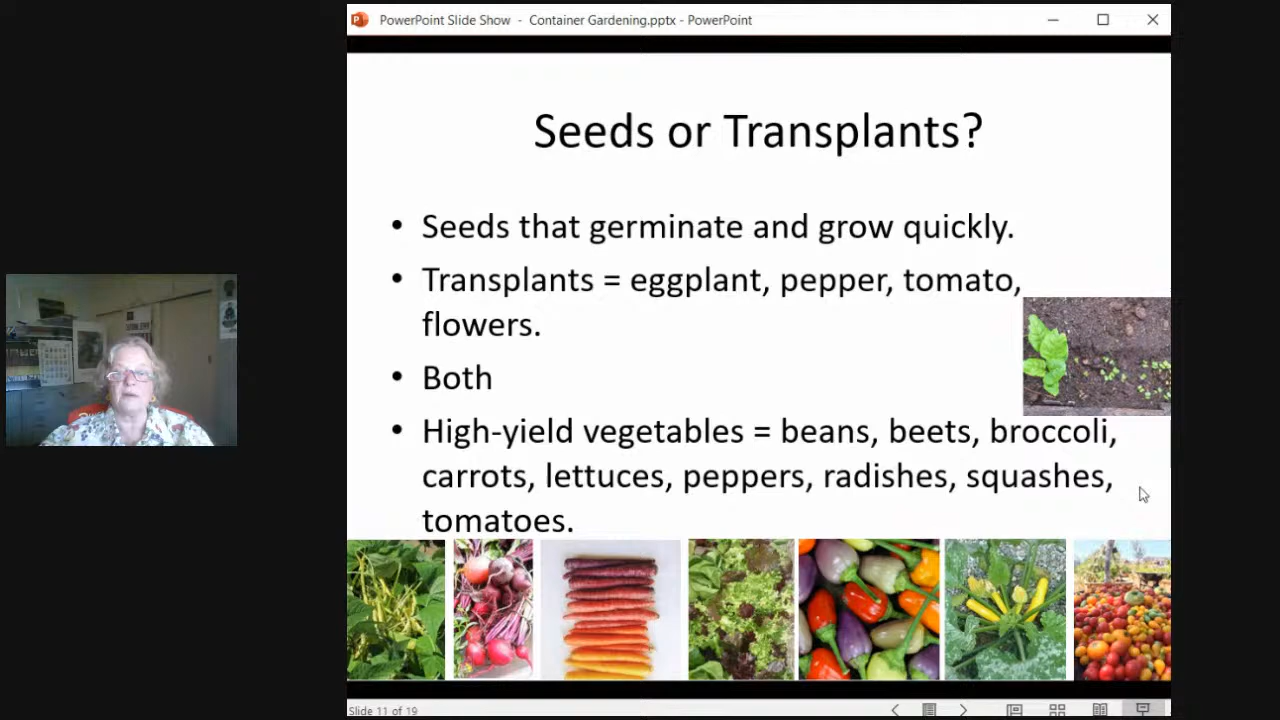 PowerPoint Slide Show - Container Gardening.pptx - PowerPoint
Seeds or Transplants?
• Seeds that germinate and grow quickly.
• Transplants = eggplant, pepper, tomato,
flowers.
• Both
• High-yield vegetables = beans, beets, broccoli,
carrots, lettuces, peppers, radishes, squashes,
tomatoes.
Slide 11 of 19